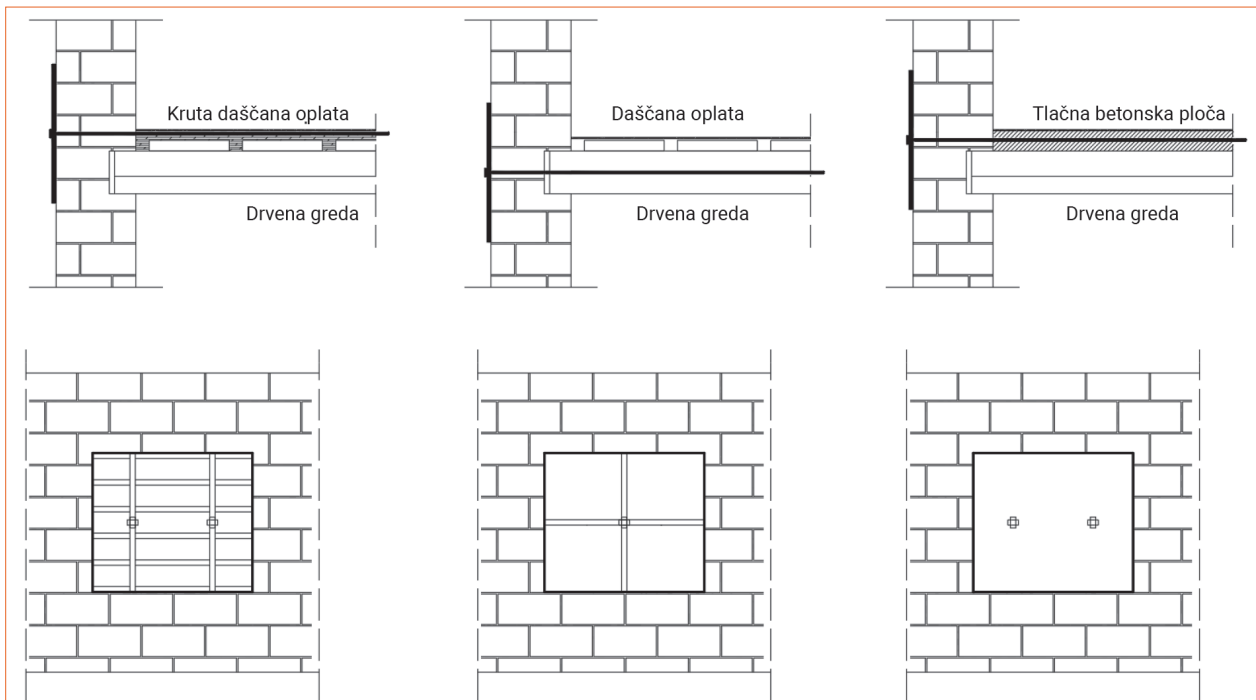 Kruta daščana oplata
Drvena greda
Daščana oplata
Drvena greda
Tlačna betonska ploča
Drvena greda